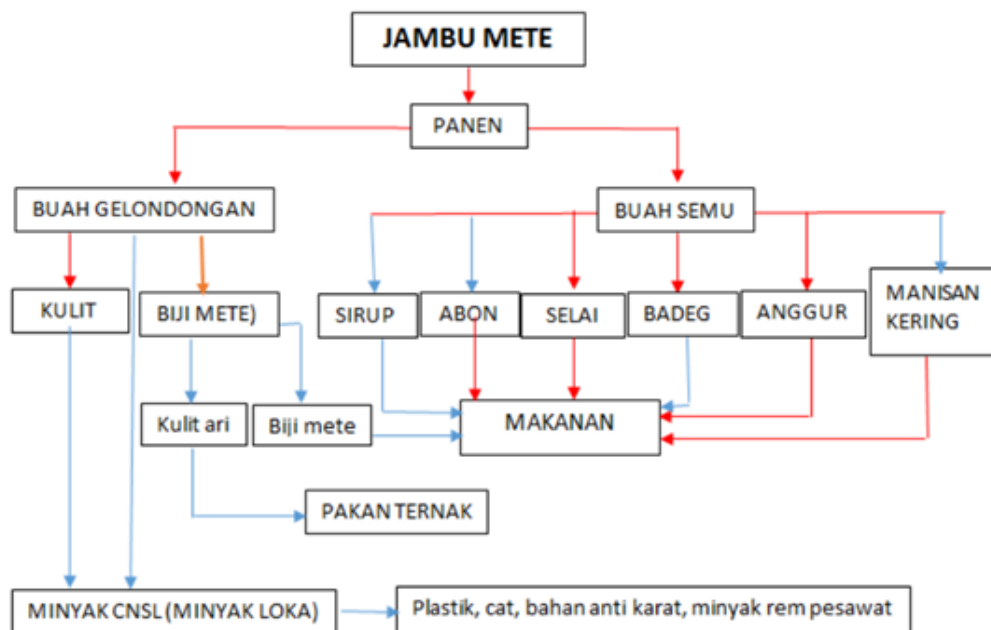 JAMBU METE
PANEN
BUAH GELONDONGAN
BUAH SEMU
KULIT
BIJI METE)
SIRUP
ABON
SELAI
BADEG
ANGGUR
MANISAN
KERING
Kulit ari
Biji mete
MAKANAN
PAKAN TERNAK
MINYAK CNSL (MINYAK LOKA)
Plastik, cat, bahan anti karat, minyak rem pesawat